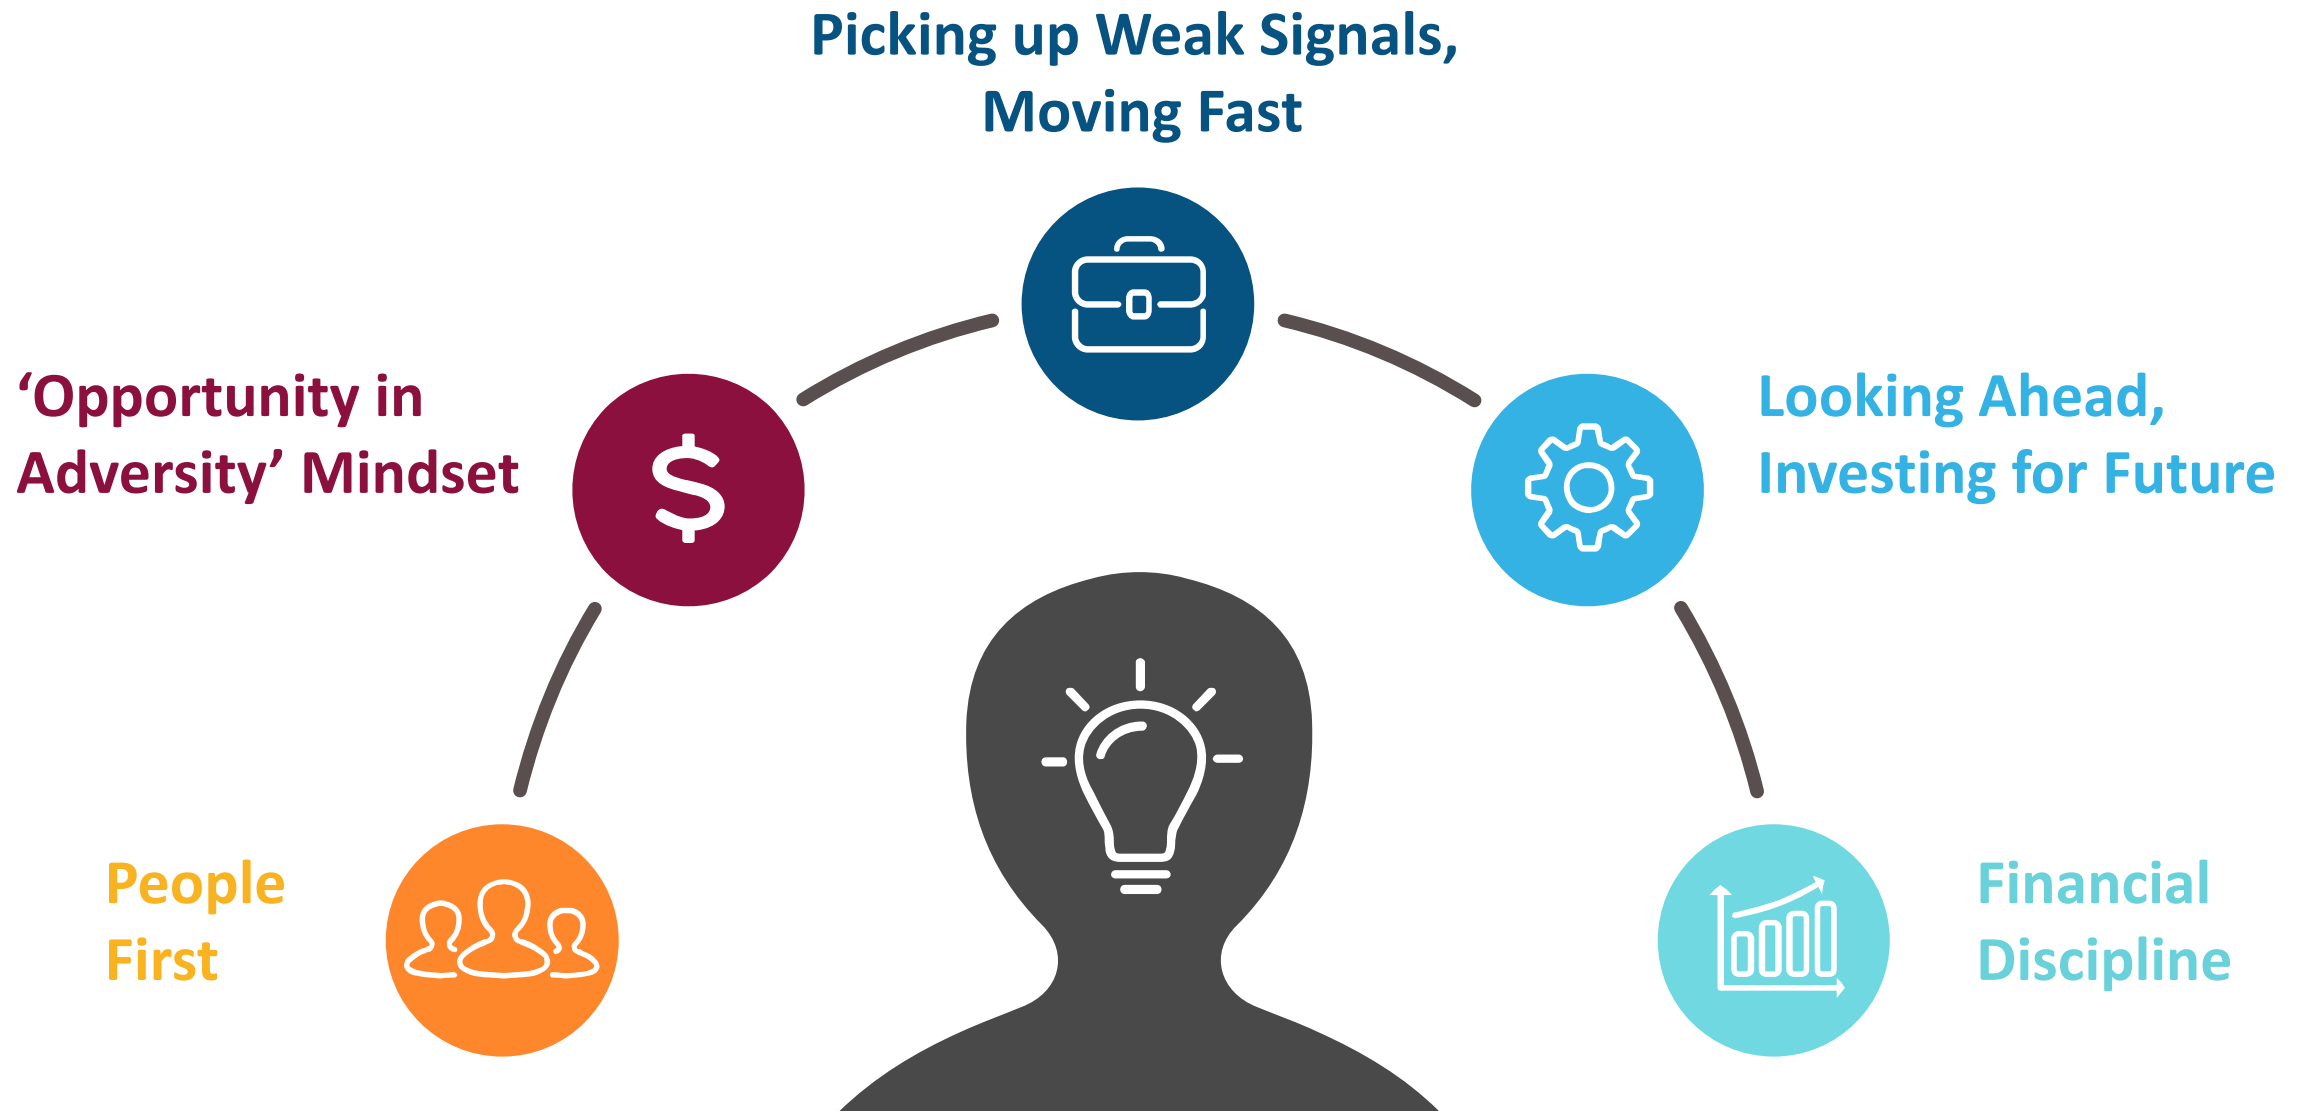 Picking up Weak Signals,
Moving Fast
‘Opportunity in
Adversity’ Mindset
Looking Ahead,
Investing for Future
People
First
Financial
Discipline